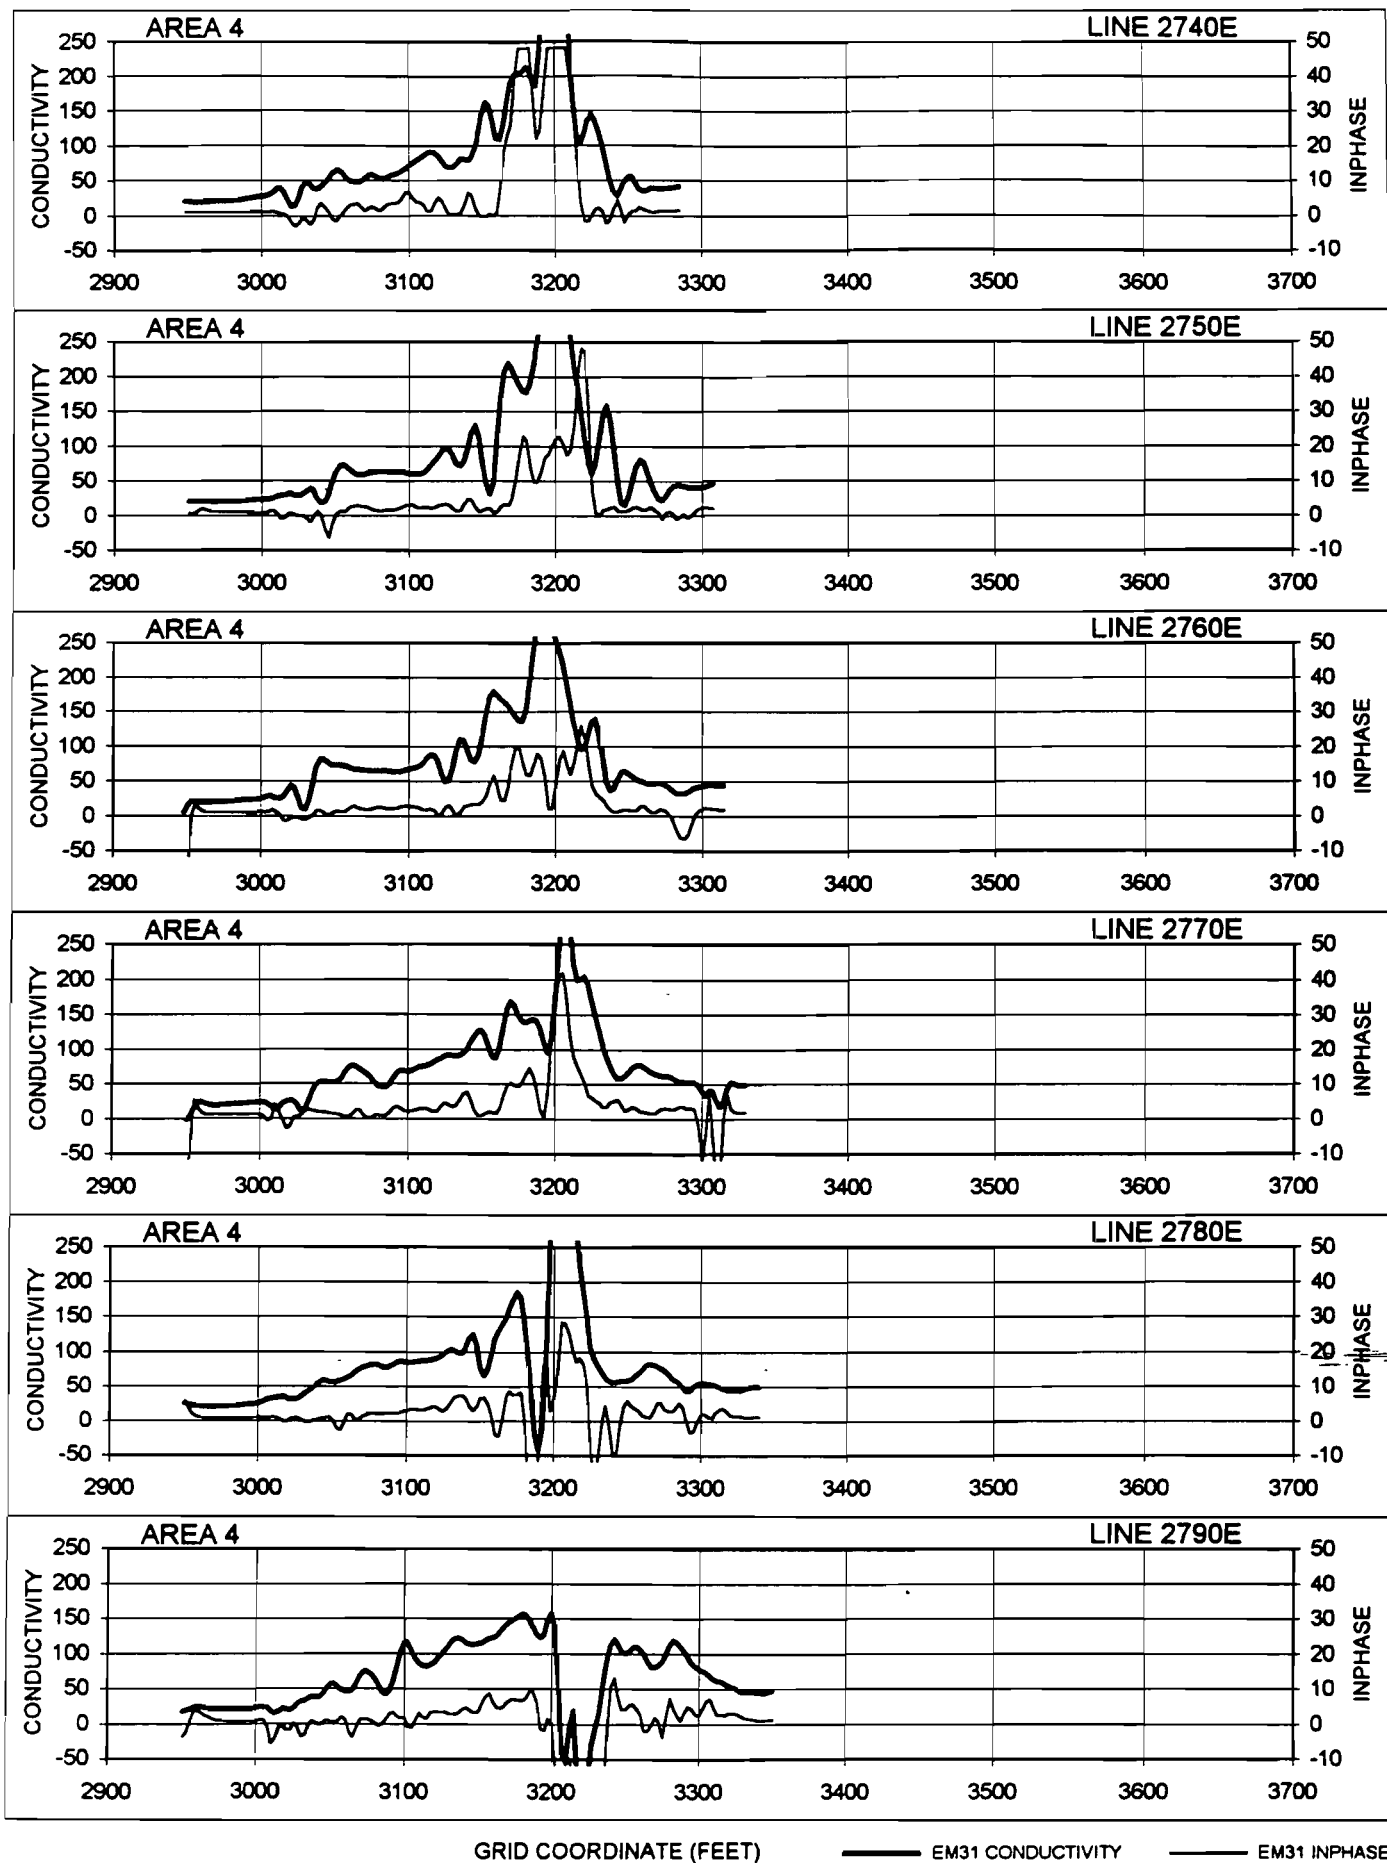 AREA 4 LINE 2740E
250 50
200 40
150 30
100 20
50 10
0 0
-50 -10
CONDUCTIVITY
INPHASE
2900 3000 3100 3200 3300 3400 3500 3600 3700
AREA 4 LINE 2750E
250 50
200 40
150 30
100 20
50 10
0 0
-50 -10
CONDUCTIVITY
INPHASE
2900 3000 3100 3200 3300 3400 3500 3600 3700
AREA 4 LINE 2760E
250 50
200 40
150 30
100 20
50 10
0 0
-50 -10
CONDUCTIVITY
INPHASE
2900 3000 3100 3200 3300 3400 3500 3600 3700
AREA 4 LINE 2770E
250 50
200 40
150 30
100 20
50 10
0 0
-50 -10
CONDUCTIVITY
INPHASE
2900 3000 3100 3200 3300 3400 3500 3600 3700
AREA 4 LINE 2780E
250 50
200 40
150 30
100 20
50 10
0 0
-50 -10
CONDUCTIVITY
INPHASE
2900 3000 3100 3200 3300 3400 3500 3600 3700
AREA 4 LINE 2790E
250 50
200 40
150 30
100 20
50 10
0 0
-50 -10
CONDUCTIVITY
INPHASE
2900 3000 3100 3200 3300 3400 3500 3600 3700
GRID COORDINATE (FEET) EM31 CONDUCTIVITY EM31 INPHASE